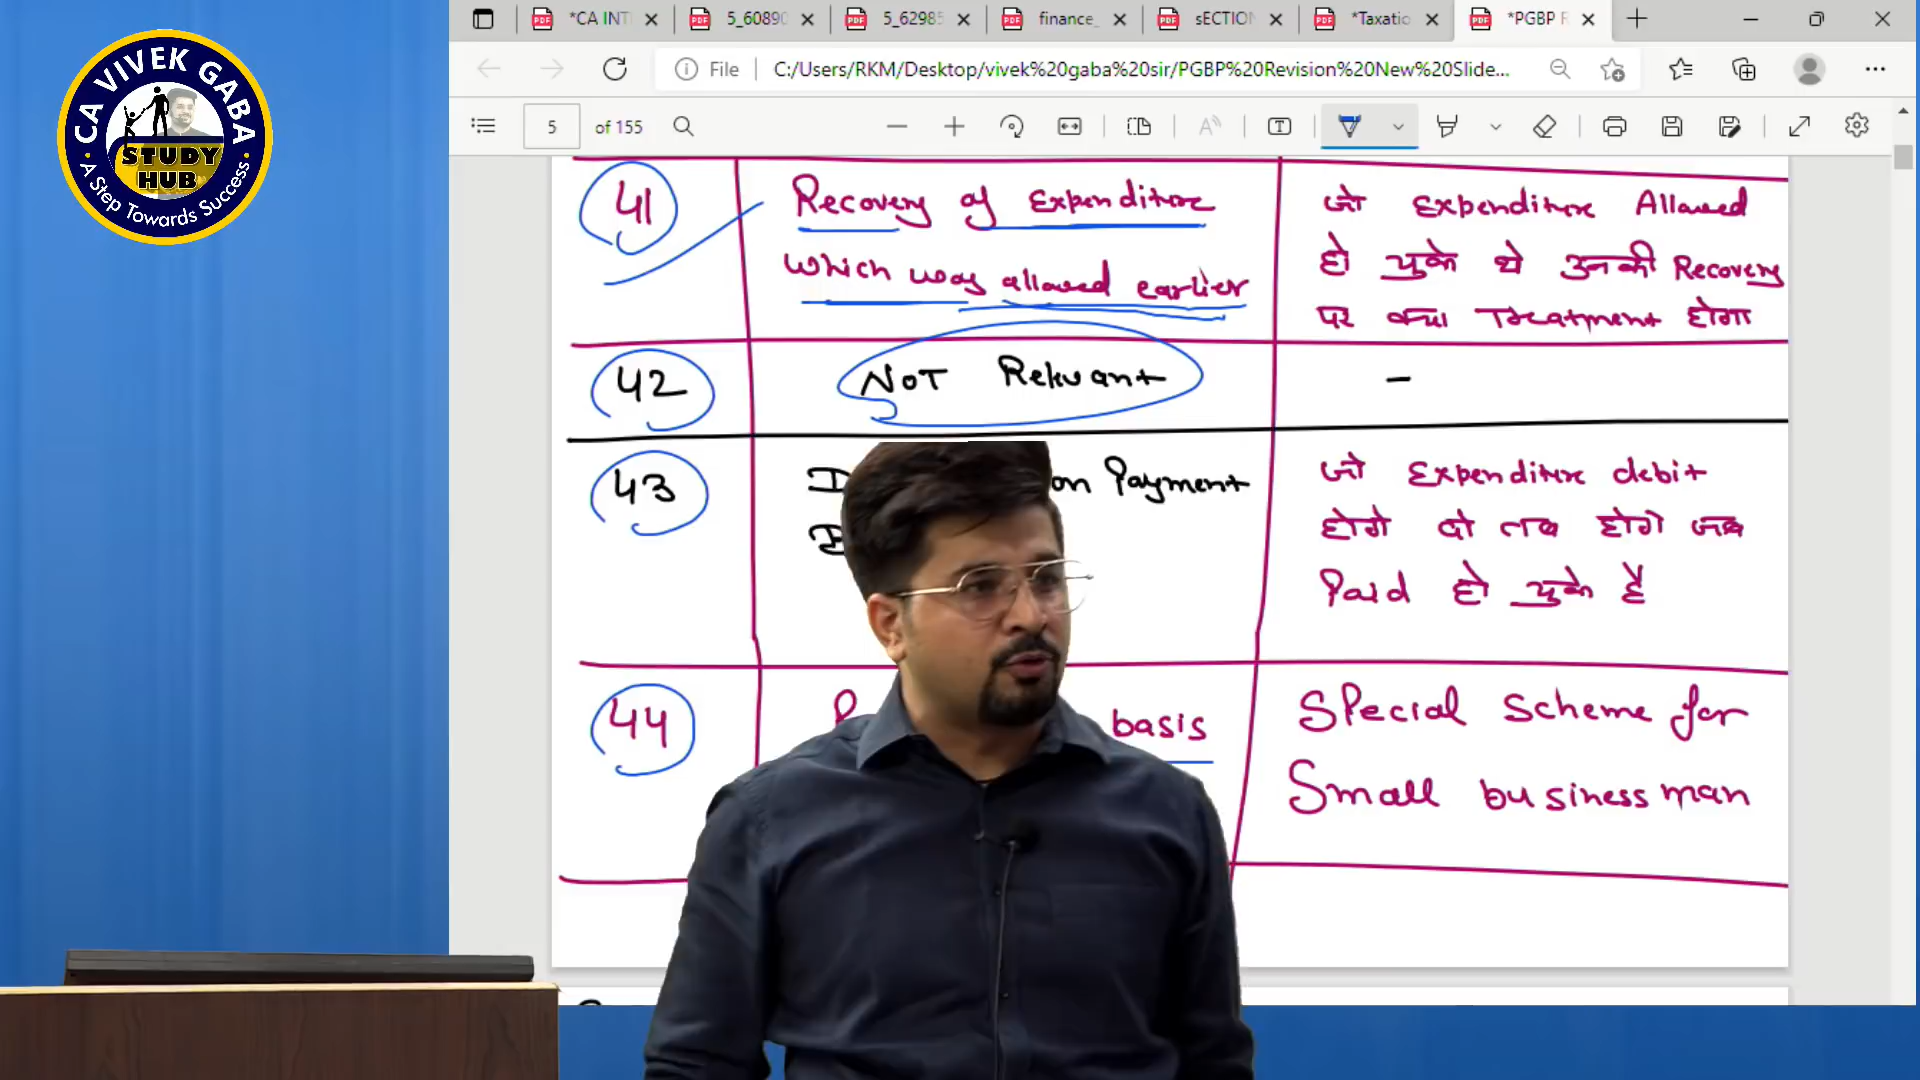 CA VIVEK GABA
STUDY
HUB
A Step Towards Success
*CA INT
5_6089
5_6298
finance_
sECTION
*Taxatio
*PGBP R
File
C:/Users/RKM/Desktop/vivek%20gaba%20sir/PGBP%20Revision%20New%20Slide...
5 of 155
41 Recovery of Expenditure जो Expenditure Allowed
which was allowed earlier हो चुके थे उनकी Recovery
पर क्या Treatment होगा
42 NOT Relevant -
43 on Payment जो Expenditure debit
होगे वो तब होगे जब
Paid हो चुके हैं
44 basis Special Scheme for
Small businessman